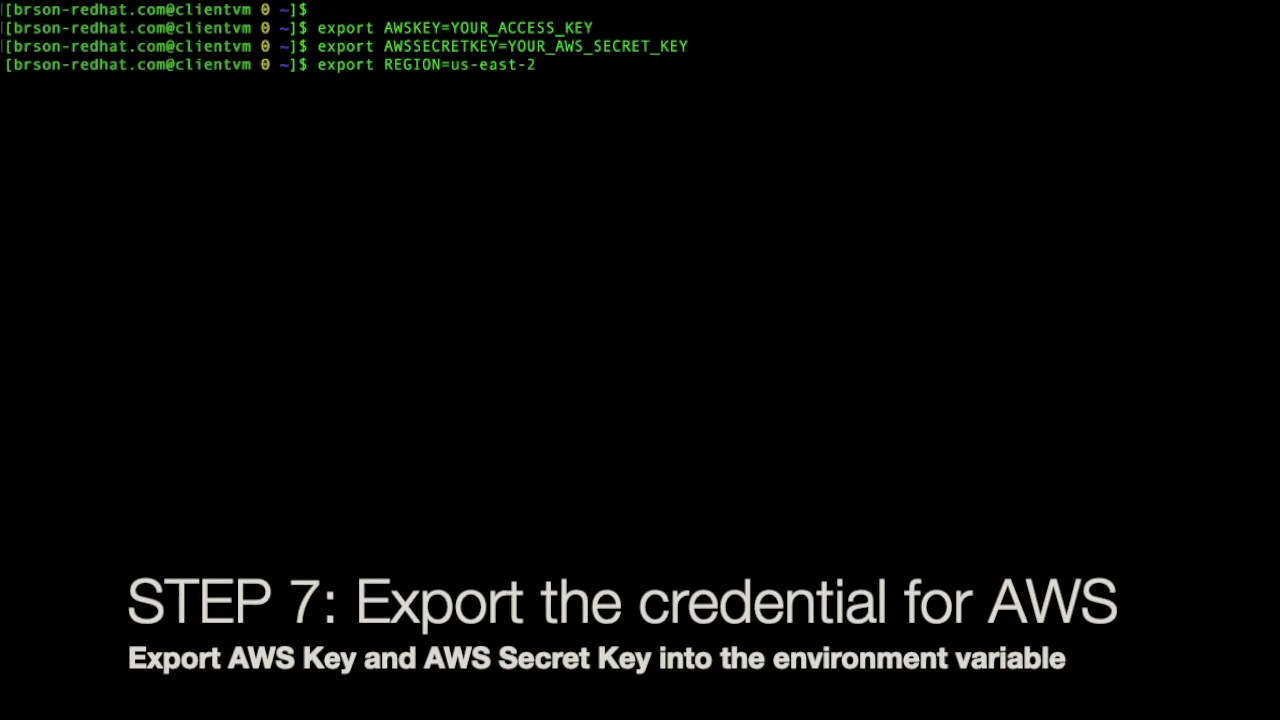 [brson-redhat.com@clientvm 0 ~]$
[brson-redhat.com@clientvm 0 ~]$ export AWSKEY=YOUR_ACCESS_KEY
[brson-redhat.com@clientvm 0 ~]$ export AWSSECRETKEY=YOUR_AWS_SECRET_KEY
[brson-redhat.com@clientvm 0 ~]$ export REGION=us-east-2
STEP 7: Export the credential for AWS
Export AWS Key and AWS Secret Key into the environment variable